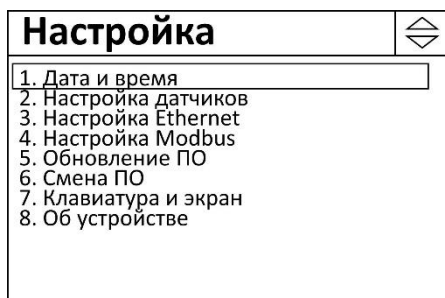 Настройка
1. Дата и время
2. Настройка датчиков
3. Настройка Ethernet
4. Настройка Modbus
5. Обновление ПО
6. Смена ПО
7. Клавиатура и экран
8. Об устройстве